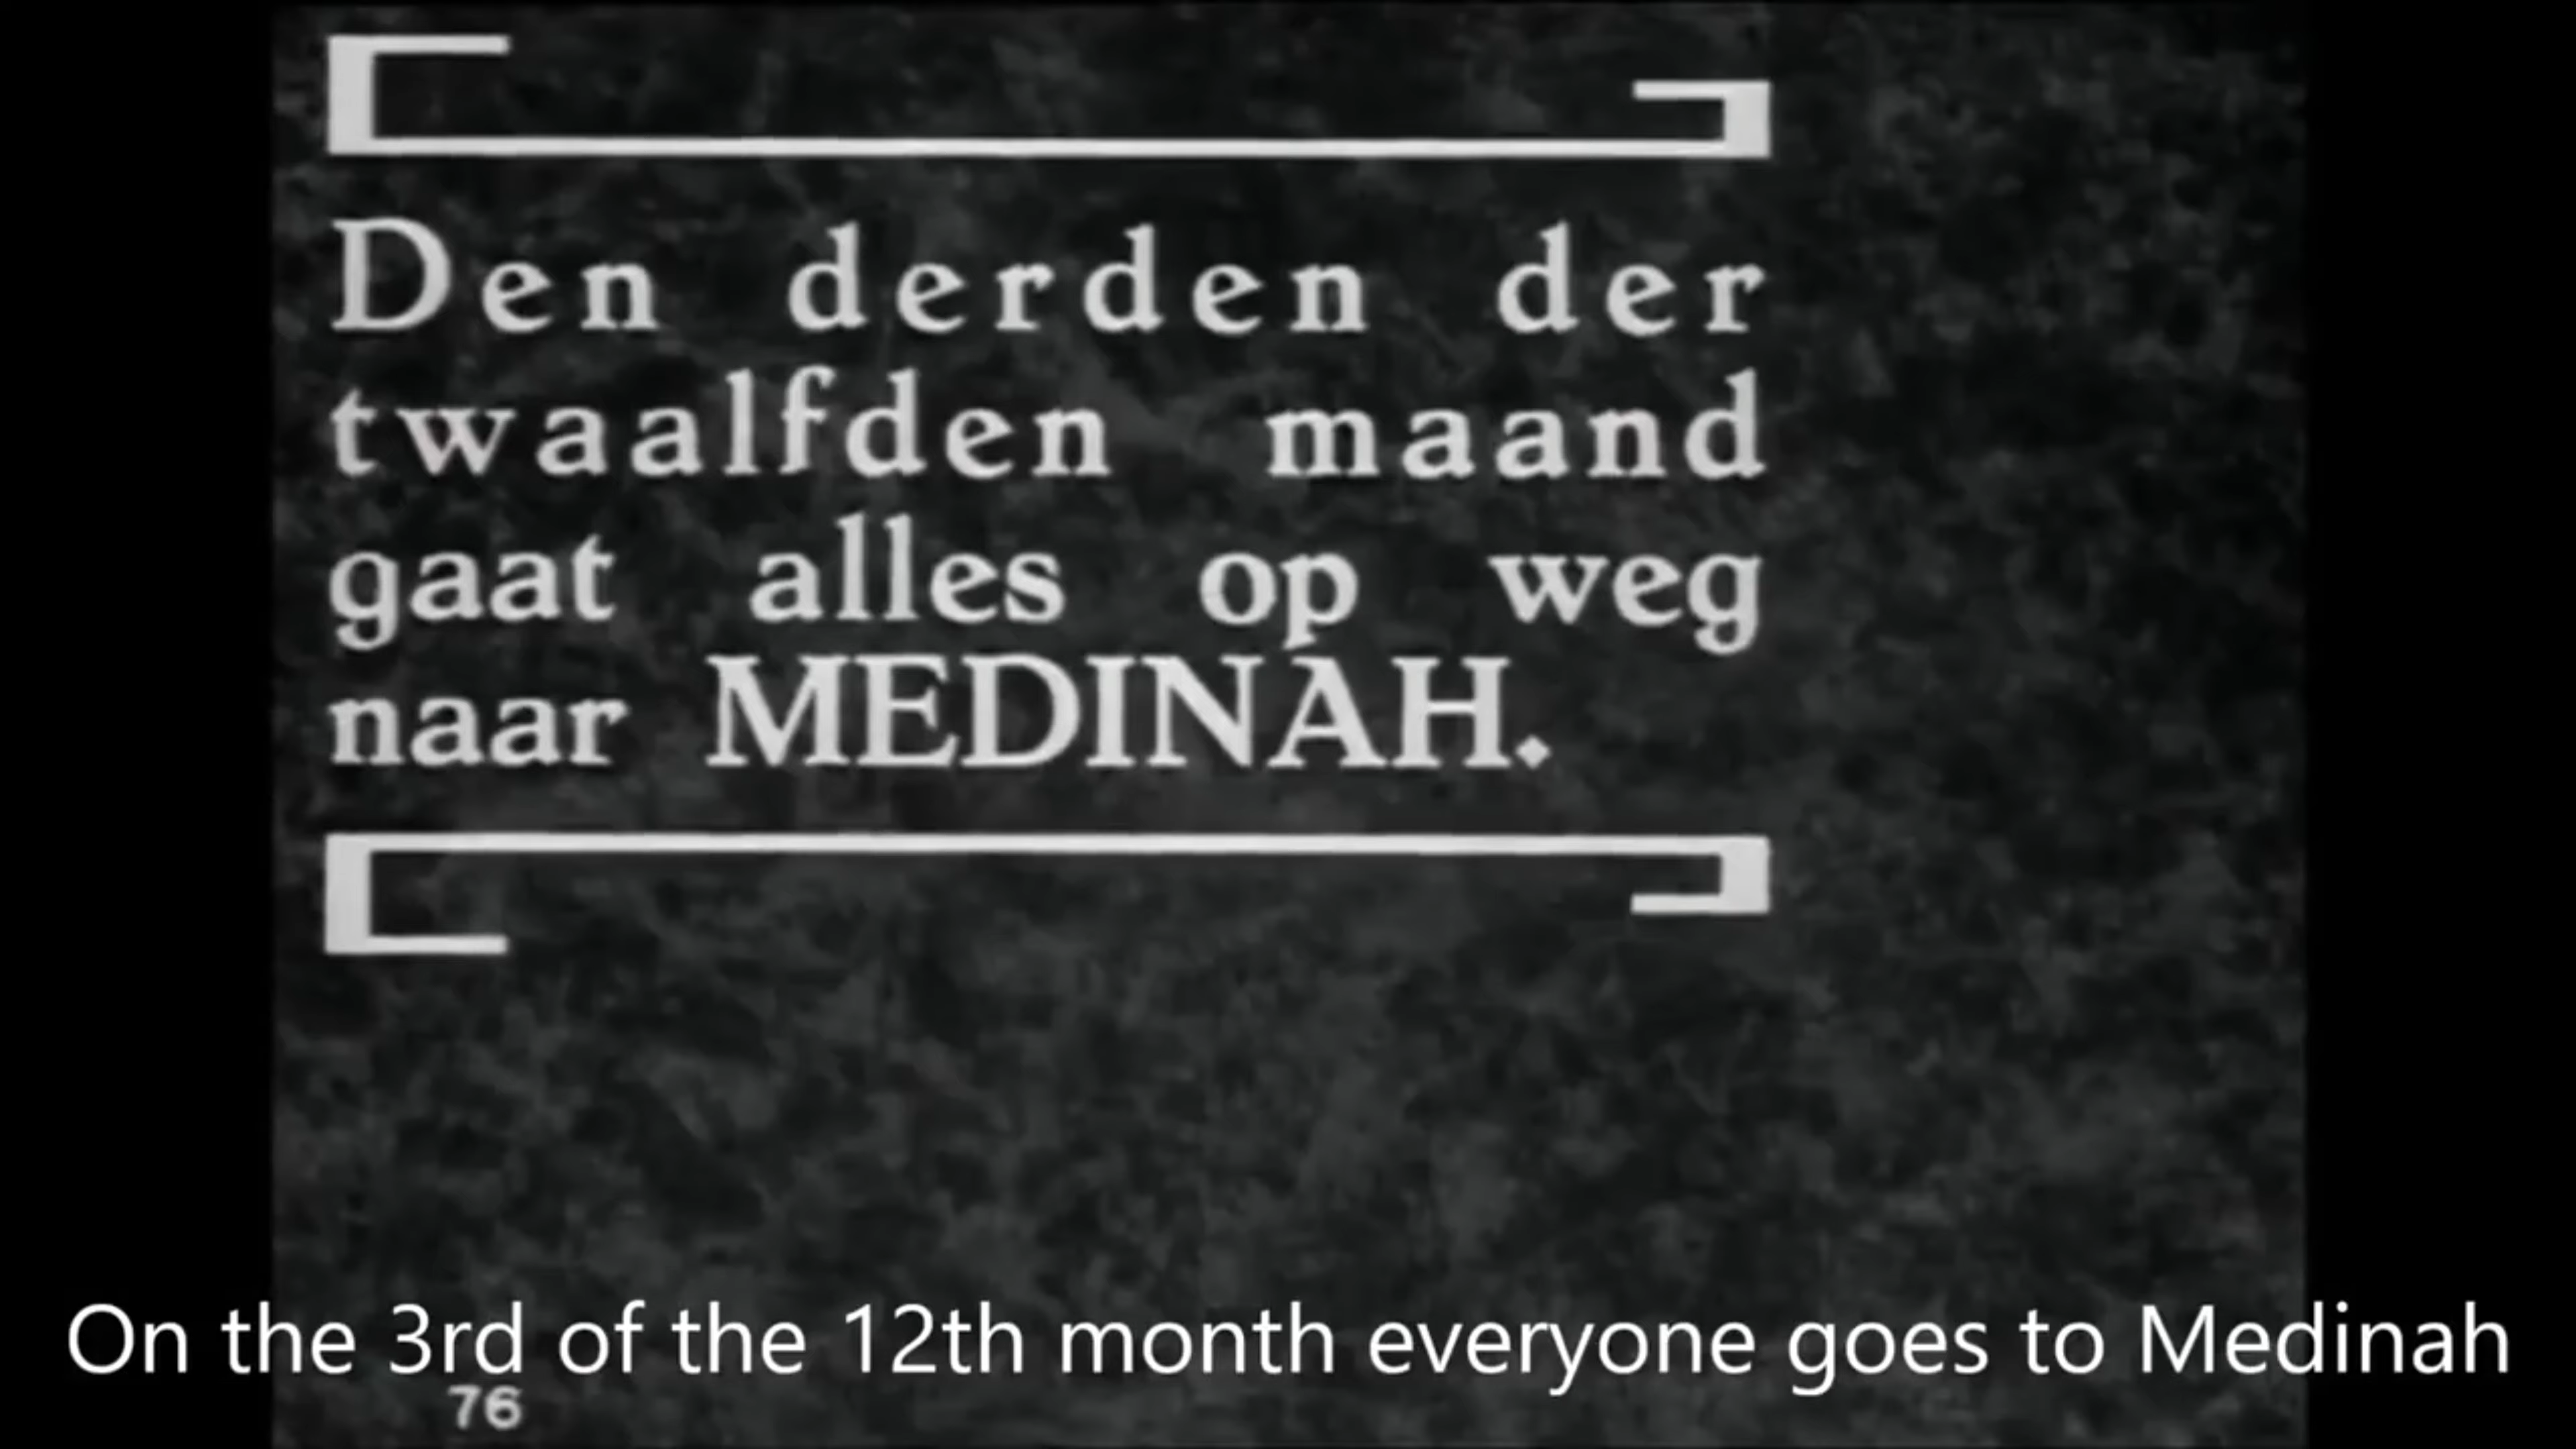 Den derden der
twaalfden maand
gaat alles op weg
naar MEDINAH.
On the 3rd of the 12th month everyone goes to Medinah
76